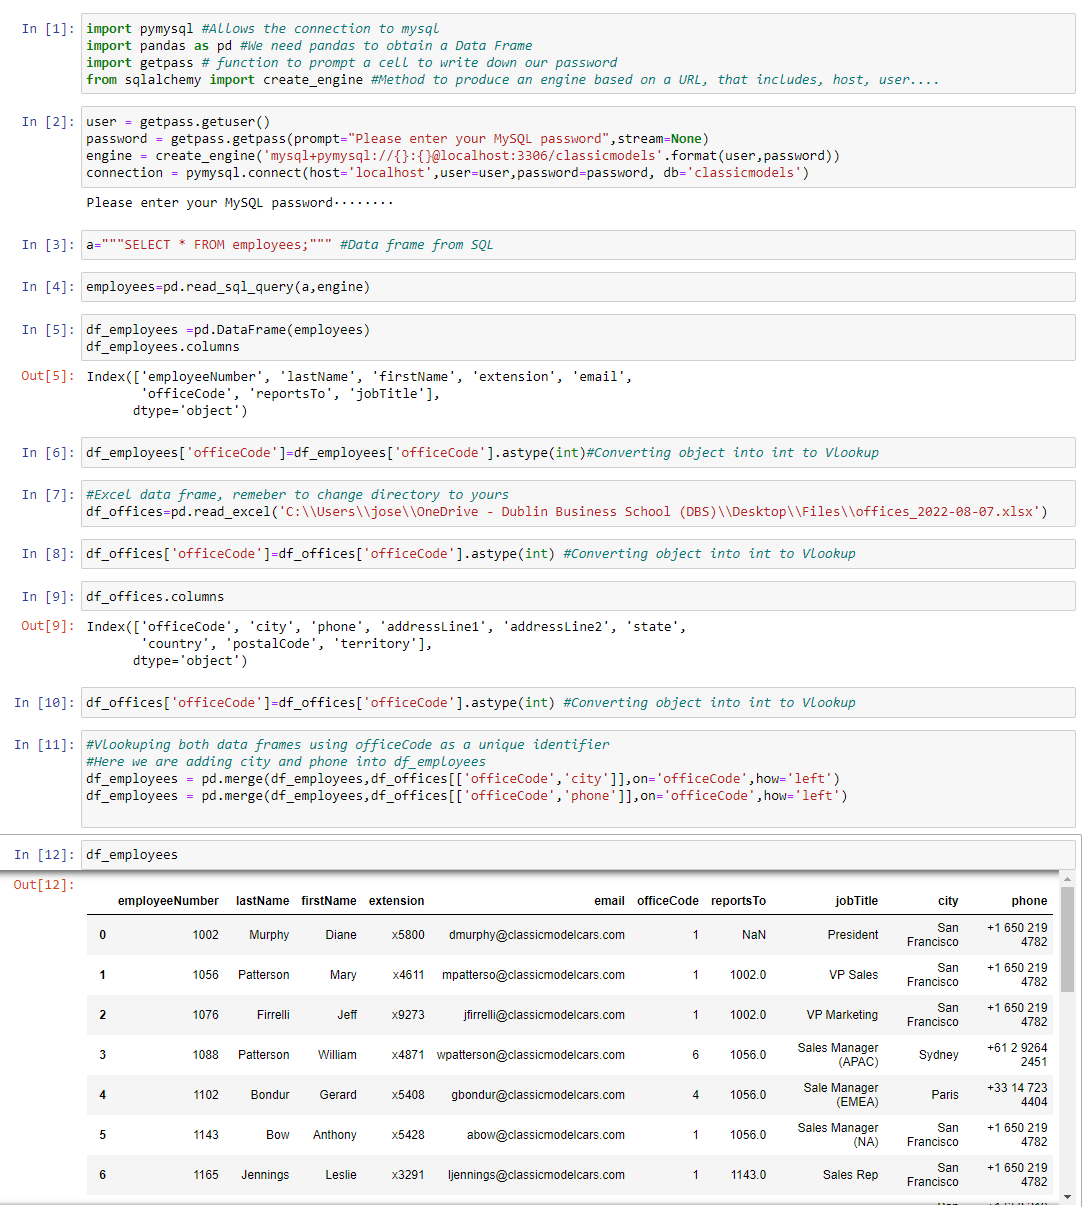 In [1]: import pymysql #Allows the connection to mysql
import pandas as pd #We need pandas to obtain a Data Frame
import getpass # function to prompt a cell to write down our password
from sqlalchemy import create_engine #Method to produce an engine based on a URL, that includes, host, user....
In [2]: user = getpass.getuser()
password = getpass.getpass(prompt="Please enter your MySQL password",stream=None)
engine = create_engine('mysql+pymysql://{}:{}@localhost:3306/classicmodels'.format(user,password))
connection = pymysql.connect(host='localhost',user=user,password=password, db='classicmodels')
Please enter your MySQL password········
In [3]: a="""SELECT * FROM employees;""" #Data frame from SQL
In [4]: employees=pd.read_sql_query(a,engine)
In [5]: df_employees =pd.DataFrame(employees)
df_employees.columns
Out[5]: Index(['employeeNumber', 'lastName', 'firstName', 'extension', 'email',
'officeCode', 'reportsTo', 'jobTitle'],
dtype='object')
In [6]: df_employees['officeCode']=df_employees['officeCode'].astype(int)#Converting object into int to Vlookup
In [7]: #Excel data frame, remeber to change directory to yours
df_offices=pd.read_excel('C:\\Users\\jose\\OneDrive - Dublin Business School (DBS)\\Desktop\\Files\\offices_2022-08-07.xlsx')
In [8]: df_offices['officeCode']=df_offices['officeCode'].astype(int) #Converting object into int to Vlookup
In [9]: df_offices.columns
Out[9]: Index(['officeCode', 'city', 'phone', 'addressLine1', 'addressLine2', 'state',
'country', 'postalCode', 'territory'],
dtype='object')
In [10]: df_offices['officeCode']=df_offices['officeCode'].astype(int) #Converting object into int to Vlookup
In [11]: #Vlookuping both data frames using officeCode as a unique identifier
#Here we are adding city and phone into df_employees
df_employees = pd.merge(df_employees,df_offices[['officeCode','city']],on='officeCode',how='left')
df_employees = pd.merge(df_employees,df_offices[['officeCode','phone']],on='officeCode',how='left')
In [12]: df_employees
Out[12]:
employeeNumber lastName firstName extension email officeCode reportsTo jobTitle city phone
0 1002 Murphy Diane x5800 dmurphy@classicmodelcars.com 1 NaN President San Francisco +1 650 219 4782
1 1056 Patterson Mary x4611 mpatterso@classicmodelcars.com 1 1002.0 VP Sales San Francisco +1 650 219 4782
2 1076 Firrelli Jeff x9273 jfirrelli@classicmodelcars.com 1 1002.0 VP Marketing San Francisco +1 650 219 4782
3 1088 Patterson William x4871 wpatterson@classicmodelcars.com 6 1056.0 Sales Manager (APAC) Sydney +61 2 9264 2451
4 1102 Bondur Gerard x5408 gbondur@classicmodelcars.com 4 1056.0 Sale Manager (EMEA) Paris +33 14 723 4404
5 1143 Bow Anthony x5428 abow@classicmodelcars.com 1 1056.0 Sales Manager (NA) San Francisco +1 650 219 4782
6 1165 Jennings Leslie x3291 ljennings@classicmodelcars.com 1 1143.0 Sales Rep San Francisco +1 650 219 4782